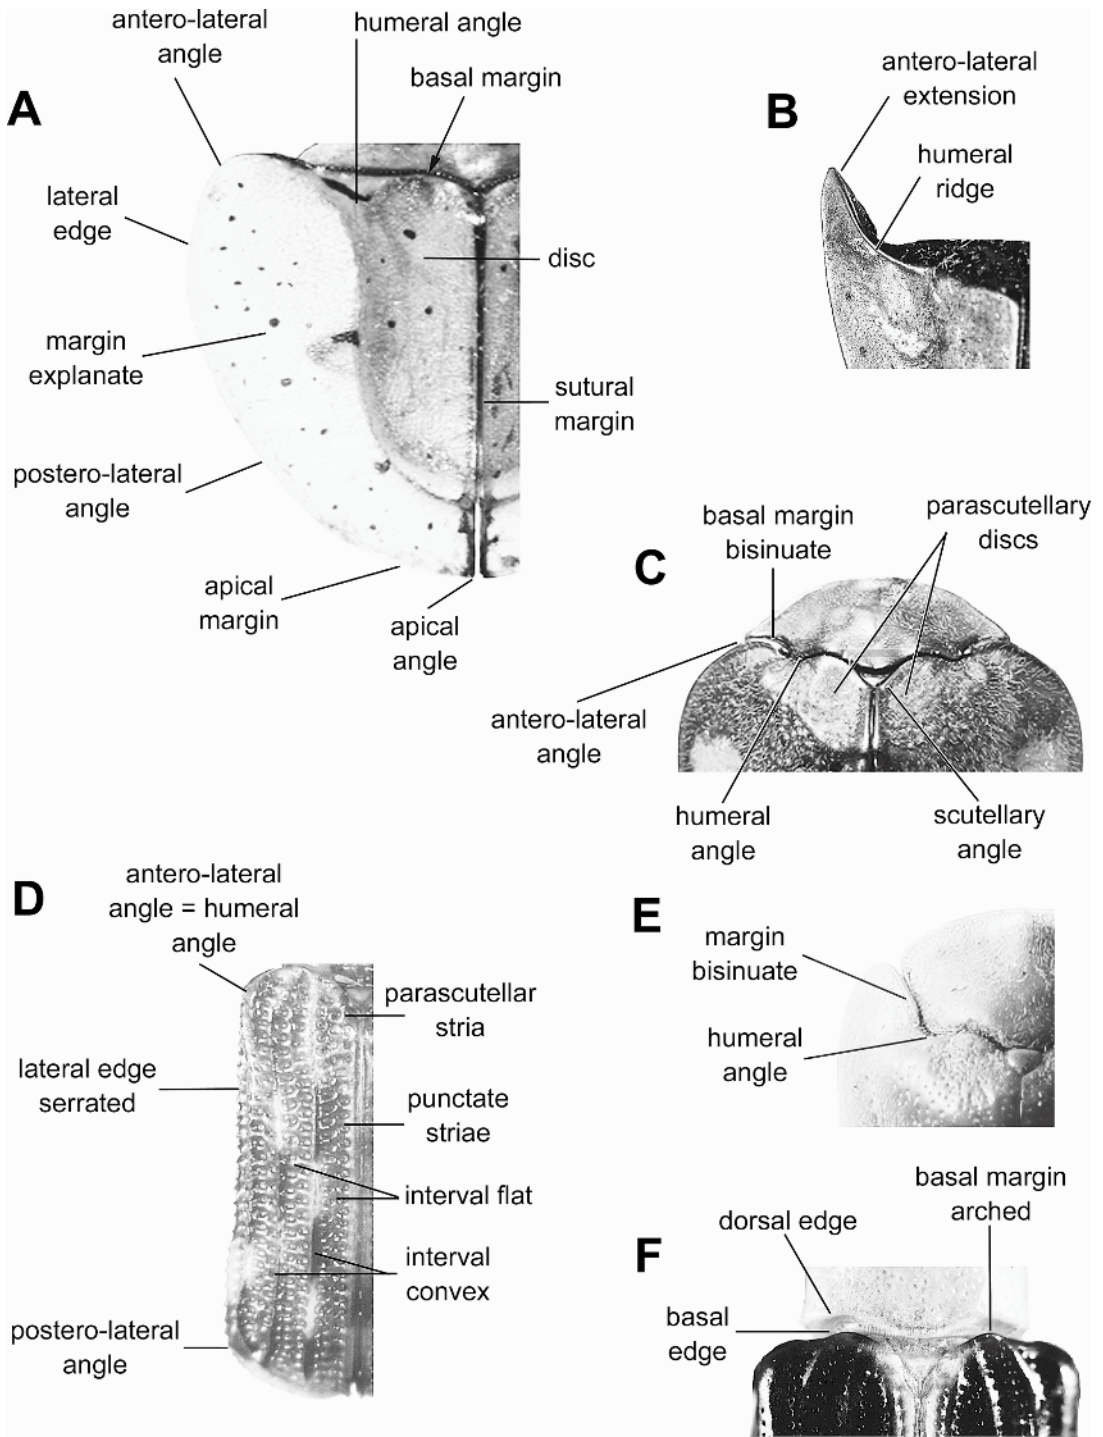 A
antero-lateral
angle
humeral angle
basal margin
lateral
edge
disc
margin
explanate
sutural
margin
postero-lateral
angle
apical
margin
apical
angle
B
antero-lateral
extension
humeral
ridge
C
basal margin
bisinuate
parascutellary
discs
antero-lateral
angle
humeral
angle
scutellary
angle
D
antero-lateral
angle = humeral
angle
parascutellar
stria
lateral edge
serrated
punctate
striae
interval flat
interval
convex
postero-lateral
angle
E
margin
bisinuate
humeral
angle
F
dorsal edge
basal margin
arched
basal
edge